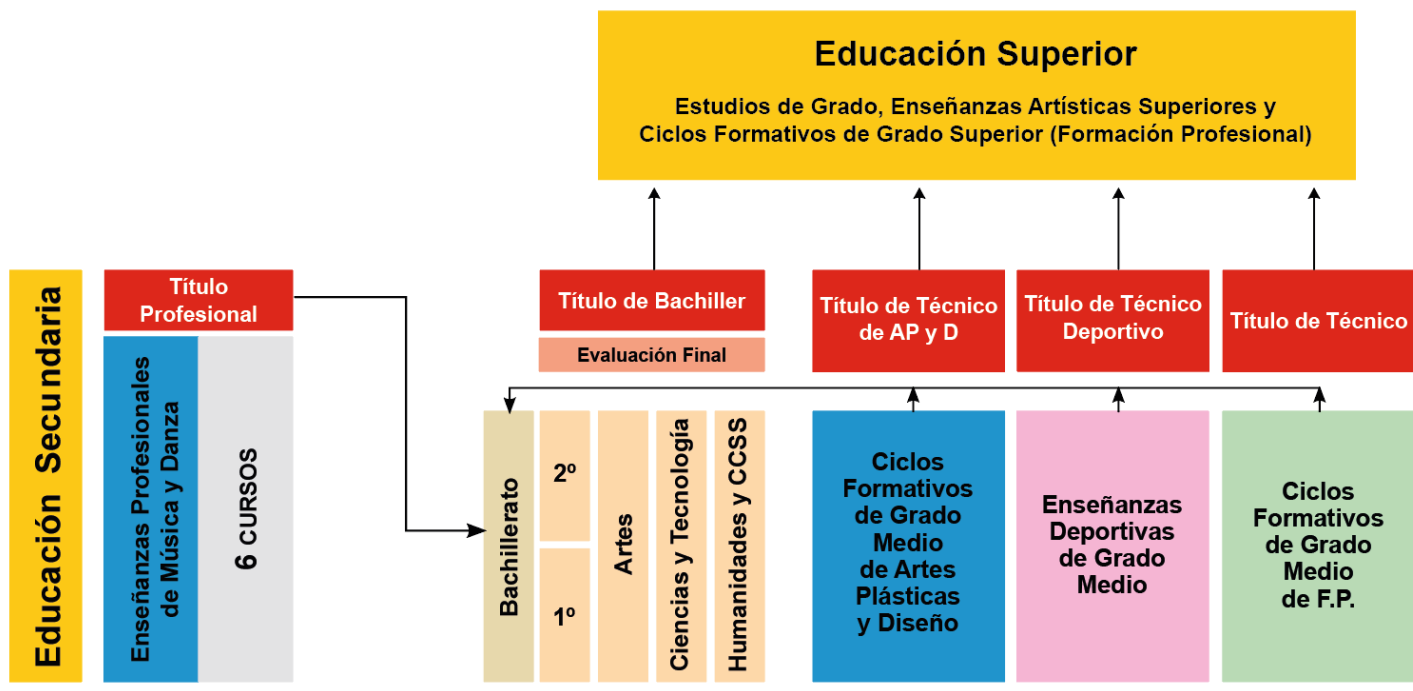 Educación Superior
Estudios de Grado, Enseñanzas Artísticas Superiores y
Ciclos Formativos de Grado Superior (Formación Profesional)
Educación Secundaria
Título
Profesional
Enseñanzas Profesionales
de Música y Danza
6 CURSOS
Título de Bachiller
Evaluación Final
Título de Técnico
de AP y D
Título de Técnico
Deportivo
Título de Técnico
Bachillerato
2º
1º
Artes
Ciencias y Tecnología
Humanidades y CCSS
Ciclos
Formativos
de Grado
Medio
de Artes
Plásticas
y Diseño
Enseñanzas
Deportivas
de Grado
Medio
Ciclos
Formativos
de Grado
Medio
de F.P.